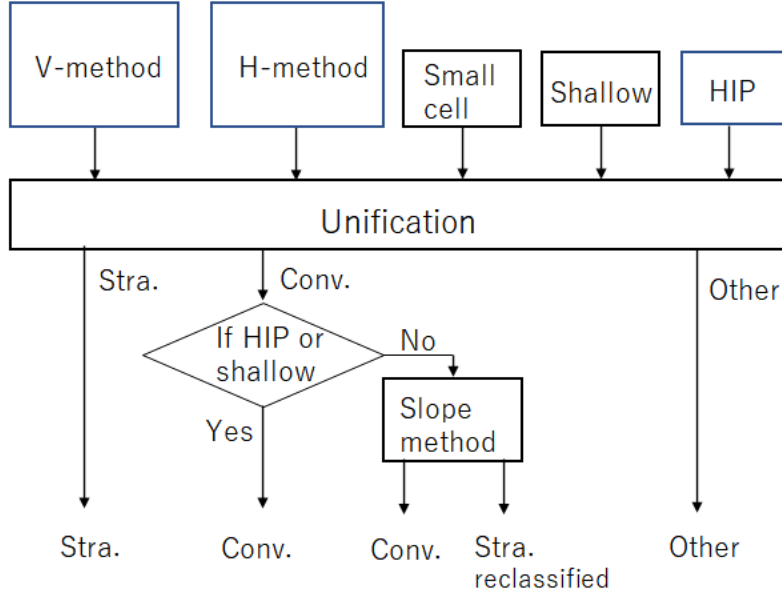 V-method
H-method
Small
cell
Shallow
HIP
Unification
Stra.
Conv.
Other
If HIP or
shallow
No
Yes
Slope
method
Stra.
Conv.
Conv.
Stra.
reclassified
Other